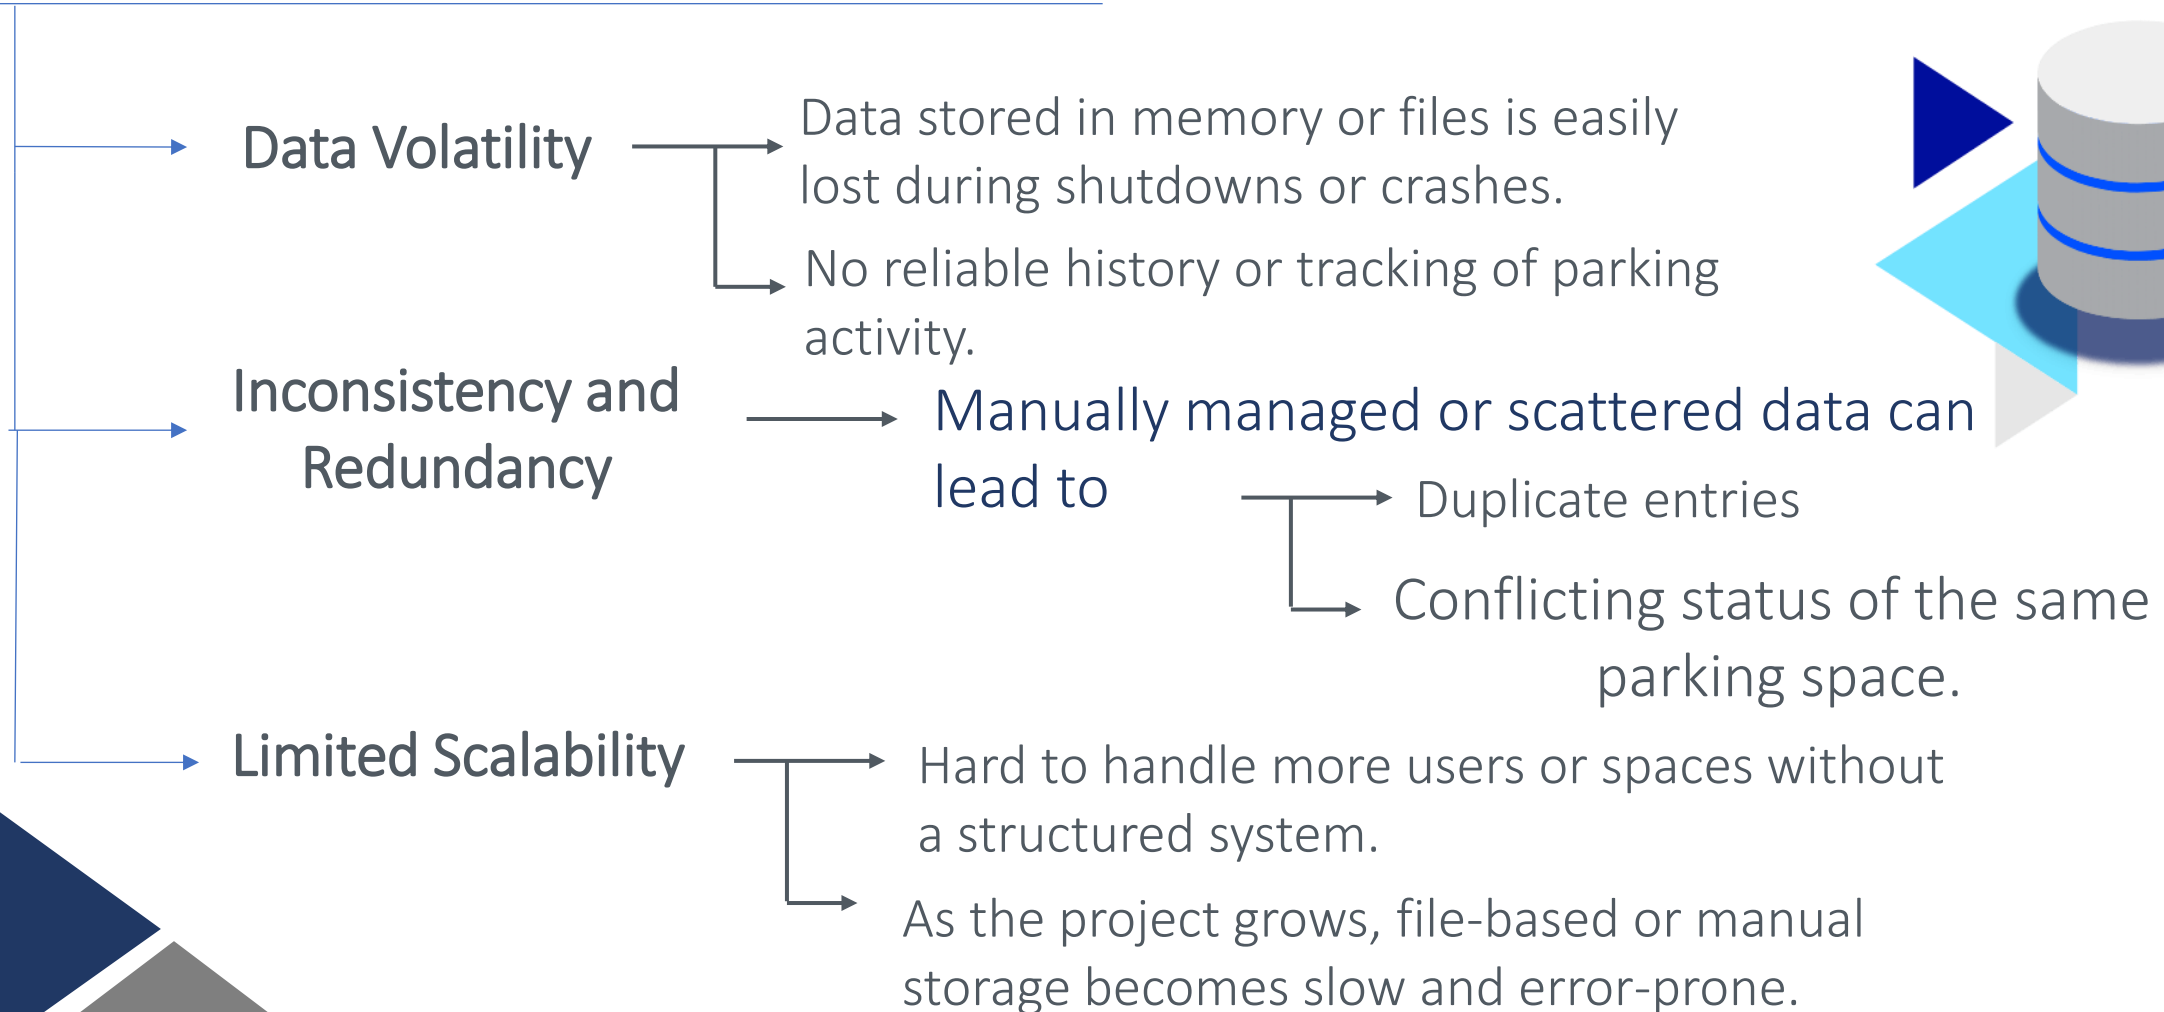 Data Volatility
Data stored in memory or files is easily
lost during shutdowns or crashes.
No reliable history or tracking of parking
activity.
Inconsistency and
Redundancy
Manually managed or scattered data can
lead to
Duplicate entries
Conflicting status of the same
parking space.
Limited Scalability
Hard to handle more users or spaces without
a structured system.
As the project grows, file-based or manual
storage becomes slow and error-prone.